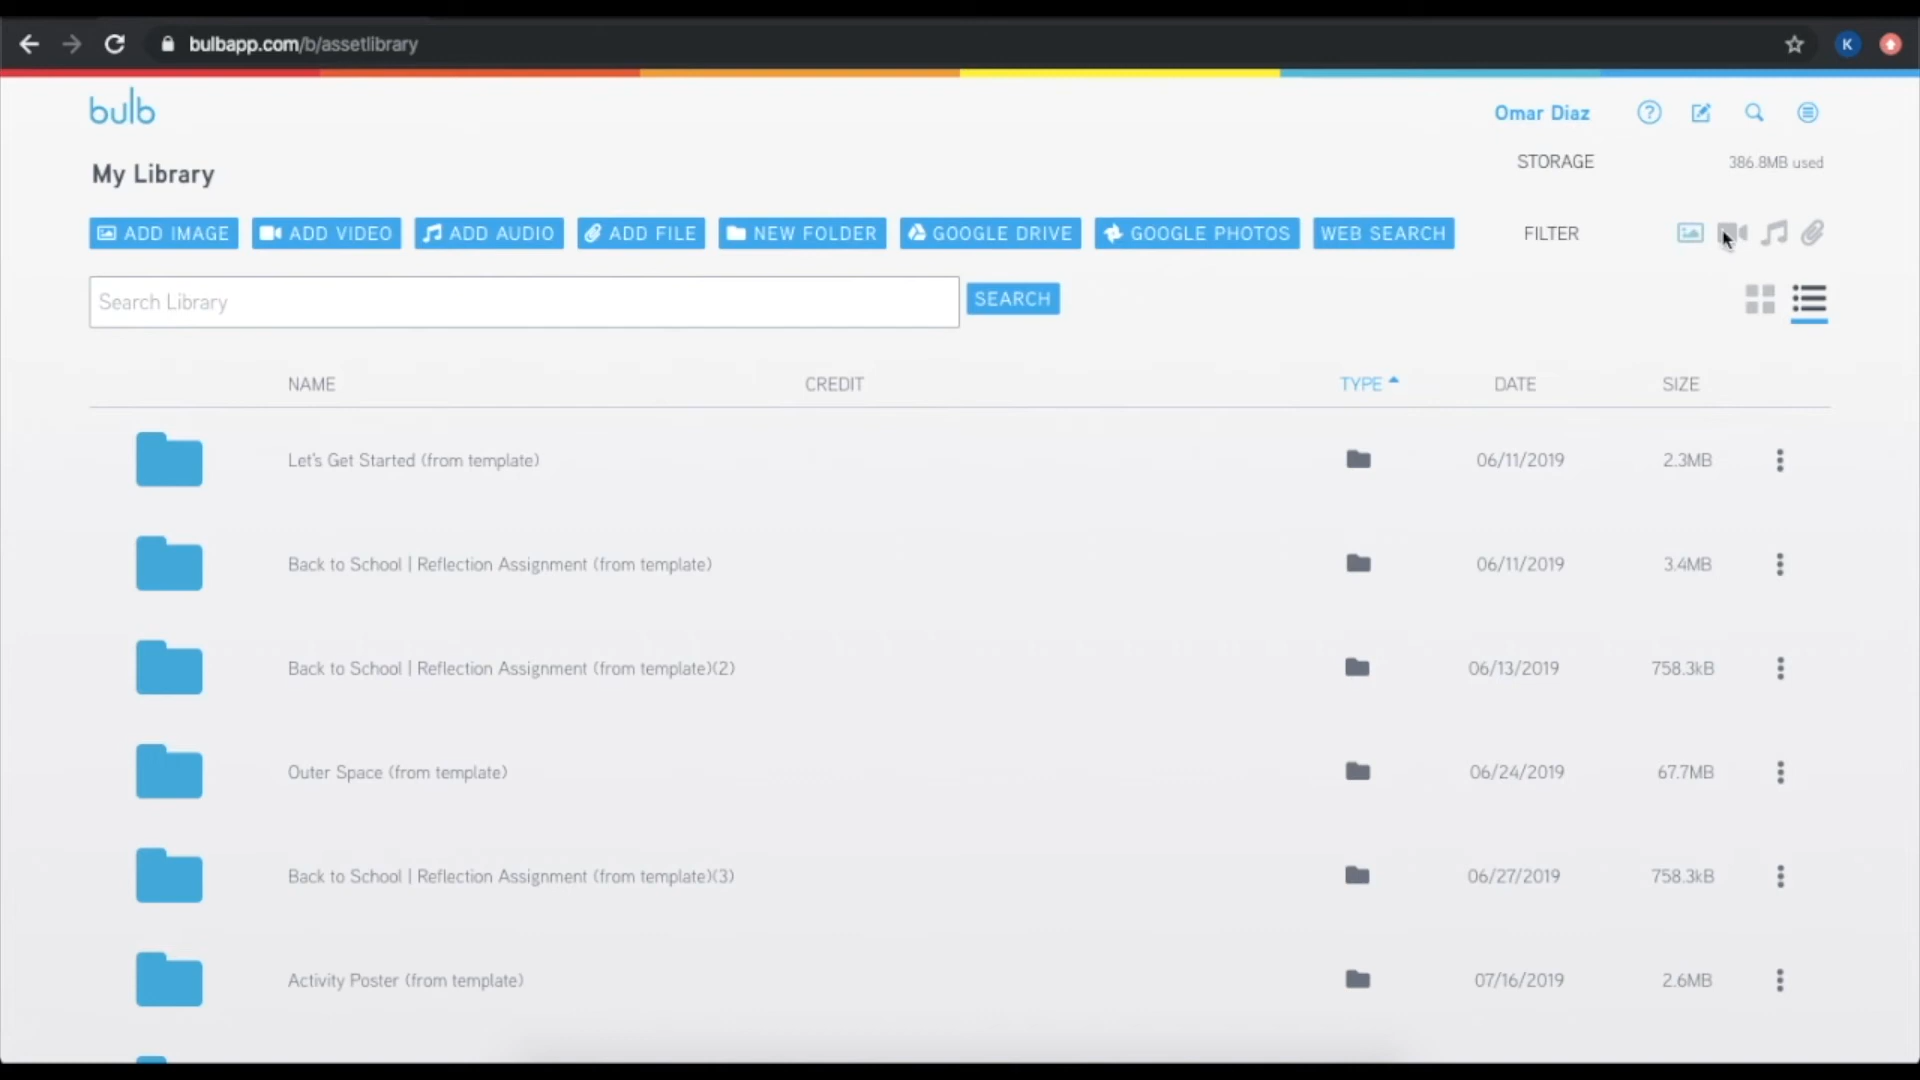 bulbapp.com/b/assetlibrary
K
bulb
Omar Diaz
?
My Library
STORAGE 386.8MB used
ADD IMAGE ADD VIDEO ADD AUDIO ADD FILE NEW FOLDER GOOGLE DRIVE GOOGLE PHOTOS WEB SEARCH FILTER
Search Library SEARCH
NAME CREDIT TYPE DATE SIZE
Let's Get Started (from template) 06/11/2019 2.3MB
Back to School | Reflection Assignment (from template) 06/11/2019 3.4MB
Back to School | Reflection Assignment (from template)(2) 06/13/2019 758.3kB
Outer Space (from template) 06/24/2019 67.7MB
Back to School | Reflection Assignment (from template)(3) 06/27/2019 758.3kB
Activity Poster (from template) 07/16/2019 2.6MB